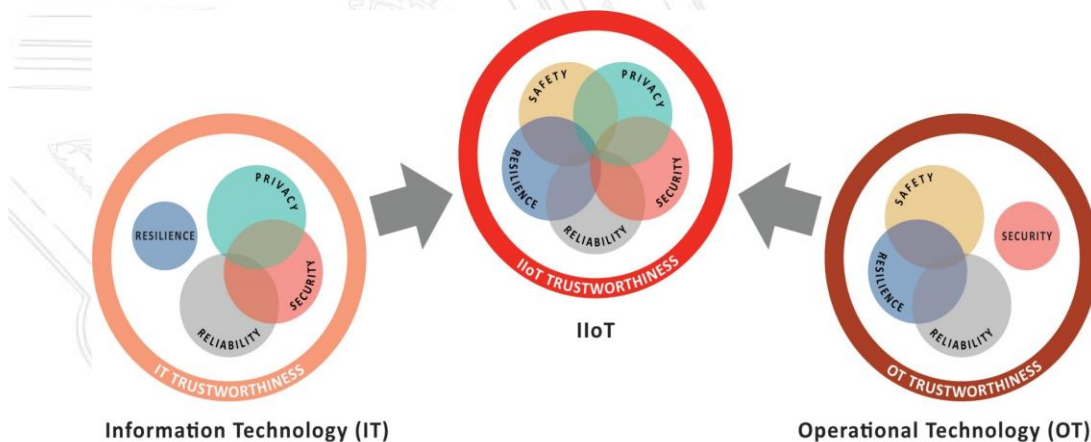 PRIVACY
RESILIENCE
SECURITY
RELIABILITY
IT TRUSTWORTHINESS
Information Technology (IT)
SAFETY
PRIVACY
RESILIENCE
SECURITY
RELIABILITY
IIoT TRUSTWORTHINESS
IIoT
SAFETY
SECURITY
RESILIENCE
RELIABILITY
OT TRUSTWORTHINESS
Operational Technology (OT)